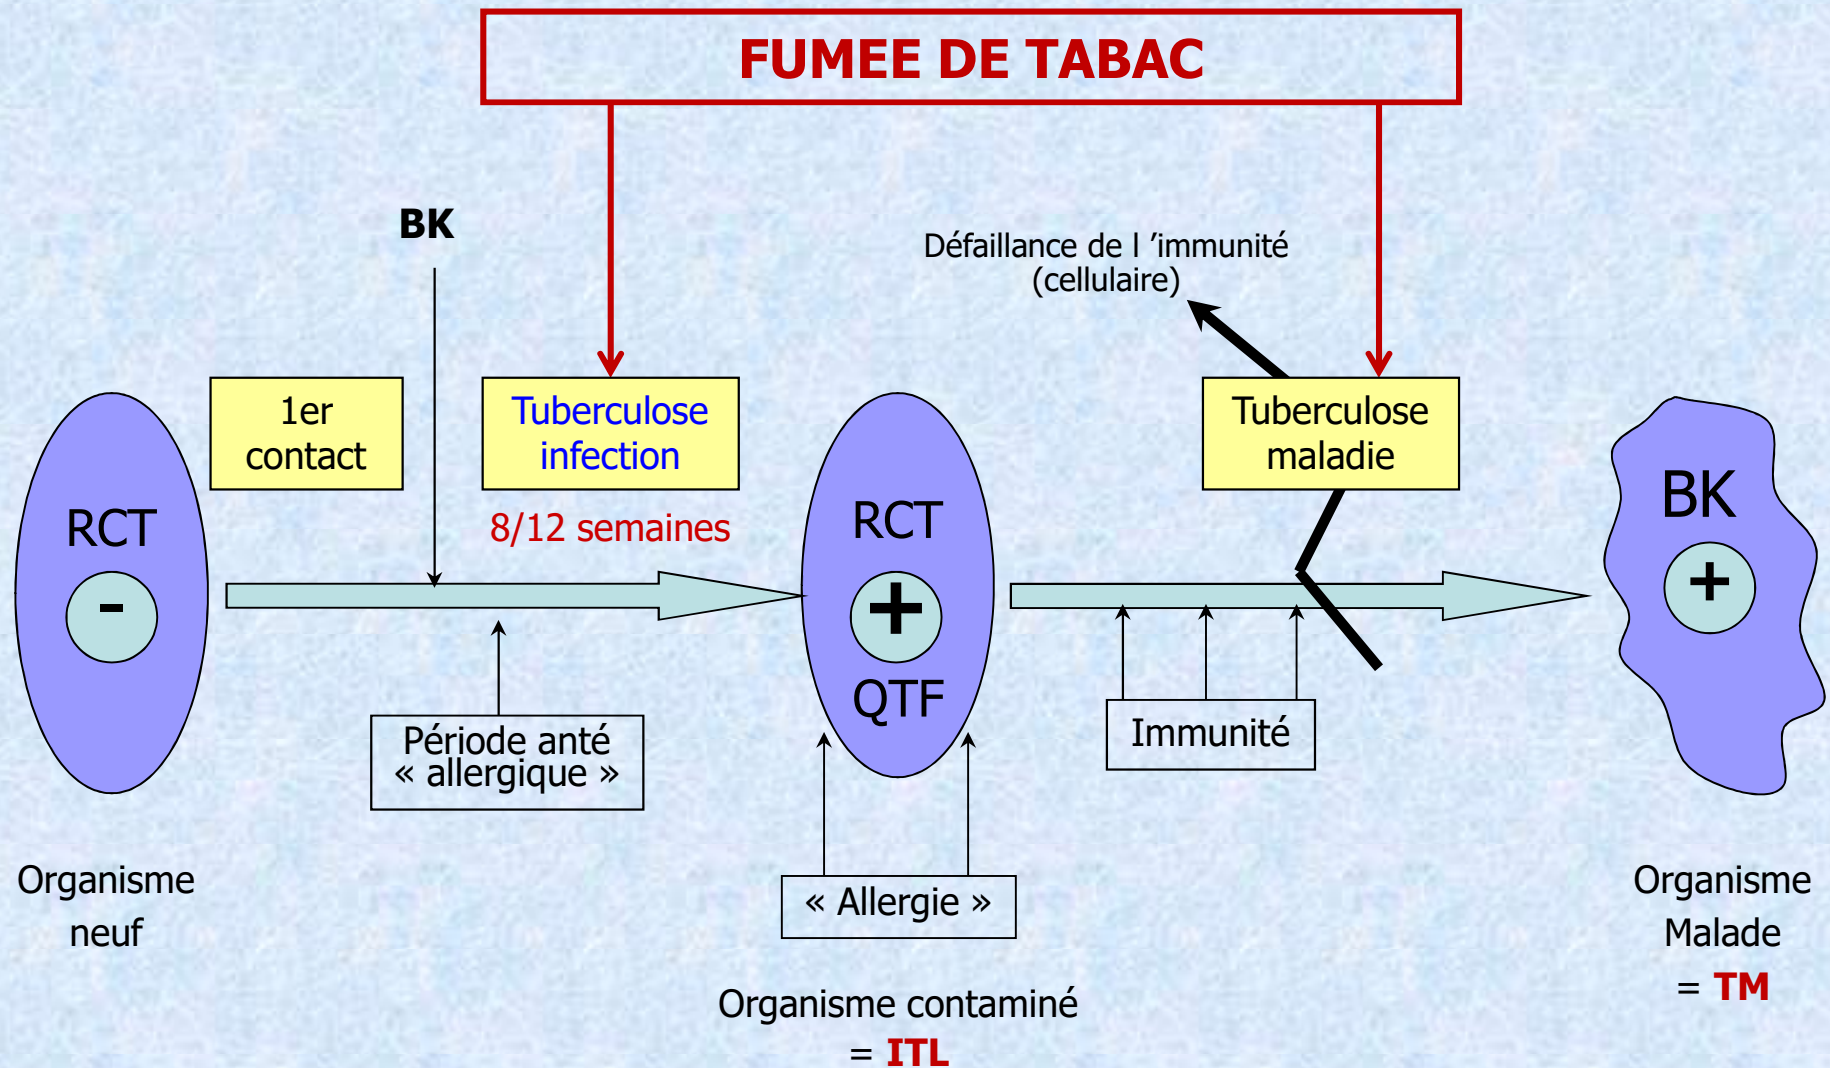 FUMEE DE TABAC
BK
Défaillance de l ’immunité
(cellulaire)
1er
contact
Tuberculose
infection
8/12 semaines
Tuberculose
maladie
RCT
-
RCT
+
QTF
BK
+
Période anté
« allergique »
Immunité
« Allergie »
Organisme
neuf
Organisme contaminé
= ITL
Organisme
Malade
= TM